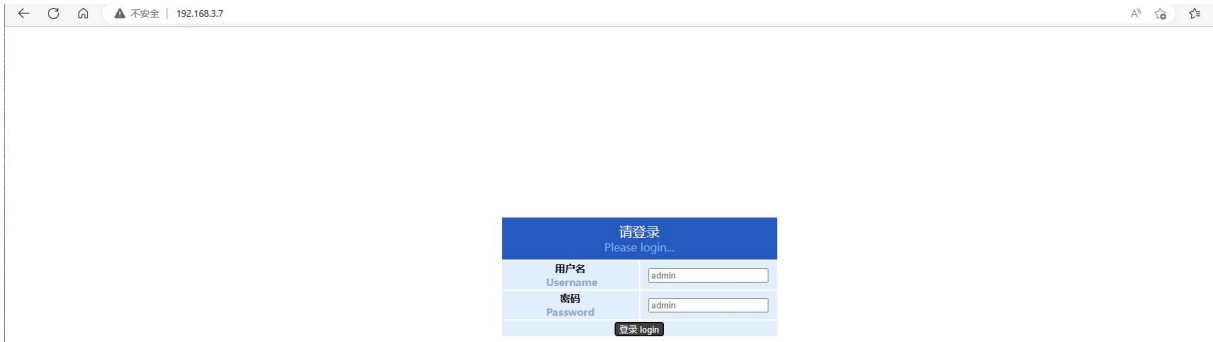 不安全 | 192.168.3.7
请登录
Please login...
用户名
Username
admin
密码
Password
admin
登录 login